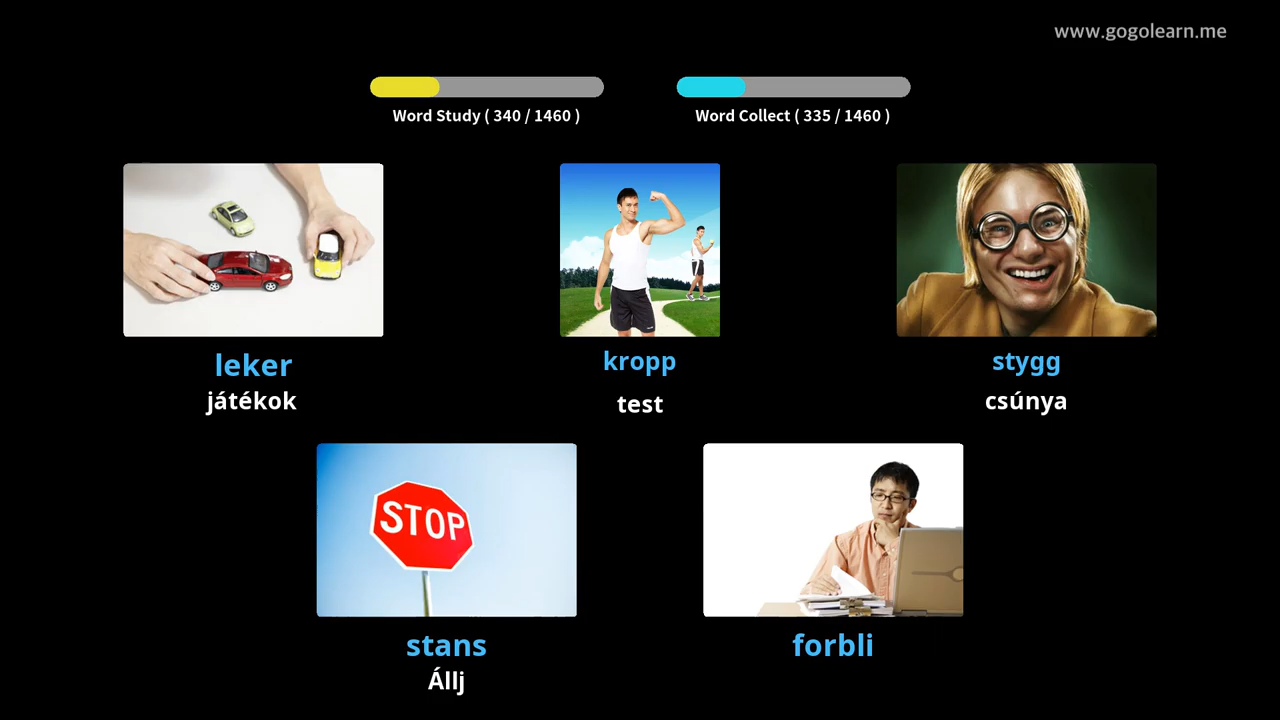 www.gogolearn.me
Word Study ( 340 / 1460 )
Word Collect ( 335 / 1460 )
leker
játékok
kropp
test
stygg
csúnya
STOP
stans
Állj
forbli